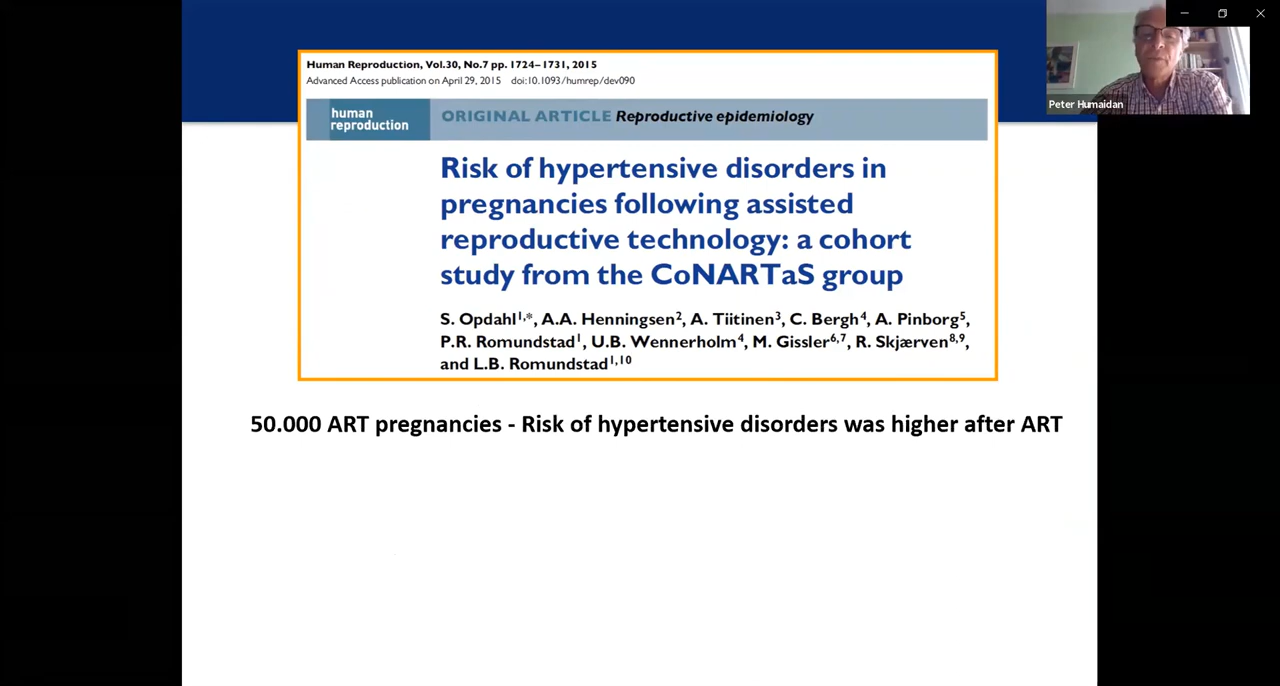 Human Reproduction, Vol.30, No.7 pp. 1724–1731, 2015
Advanced Access publication on April 29, 2015 doi:10.1093/humrep/dev090
human
reproduction
ORIGINAL ARTICLE Reproductive epidemiology
Risk of hypertensive disorders in
pregnancies following assisted
reproductive technology: a cohort
study from the CoNARTaS group
S. Opdahl1,*, A.A. Henningsen2, A. Tiitinen3, C. Bergh4, A. Pinborg5,
P.R. Romundstad1, U.B. Wennerholm4, M. Gissler6,7, R. Skjærven8,9,
and L.B. Romundstad1,10
50.000 ART pregnancies - Risk of hypertensive disorders was higher after ART
Peter Humaidan